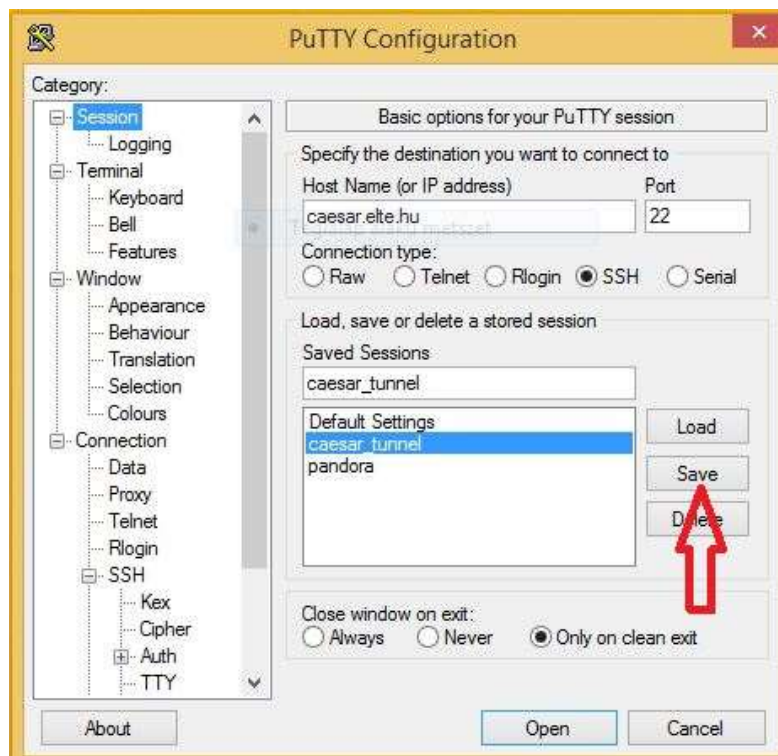 PuTTY Configuration
Category:
Session
Logging
Terminal
Keyboard
Bell
Features
Window
Appearance
Behaviour
Translation
Selection
Colours
Connection
Data
Proxy
Telnet
Rlogin
SSH
Kex
Cipher
Auth
TTY
Basic options for your PuTTY session
Specify the destination you want to connect to
Host Name (or IP address) Port
caesar.elte.hu 22
Connection type:
Raw Telnet Rlogin SSH Serial
Load, save or delete a stored session
Saved Sessions
caesar_tunnel
Default Settings
caesar_tunnel
pandora
Load
Save
Delete
Close window on exit:
Always Never Only on clean exit
About Open Cancel